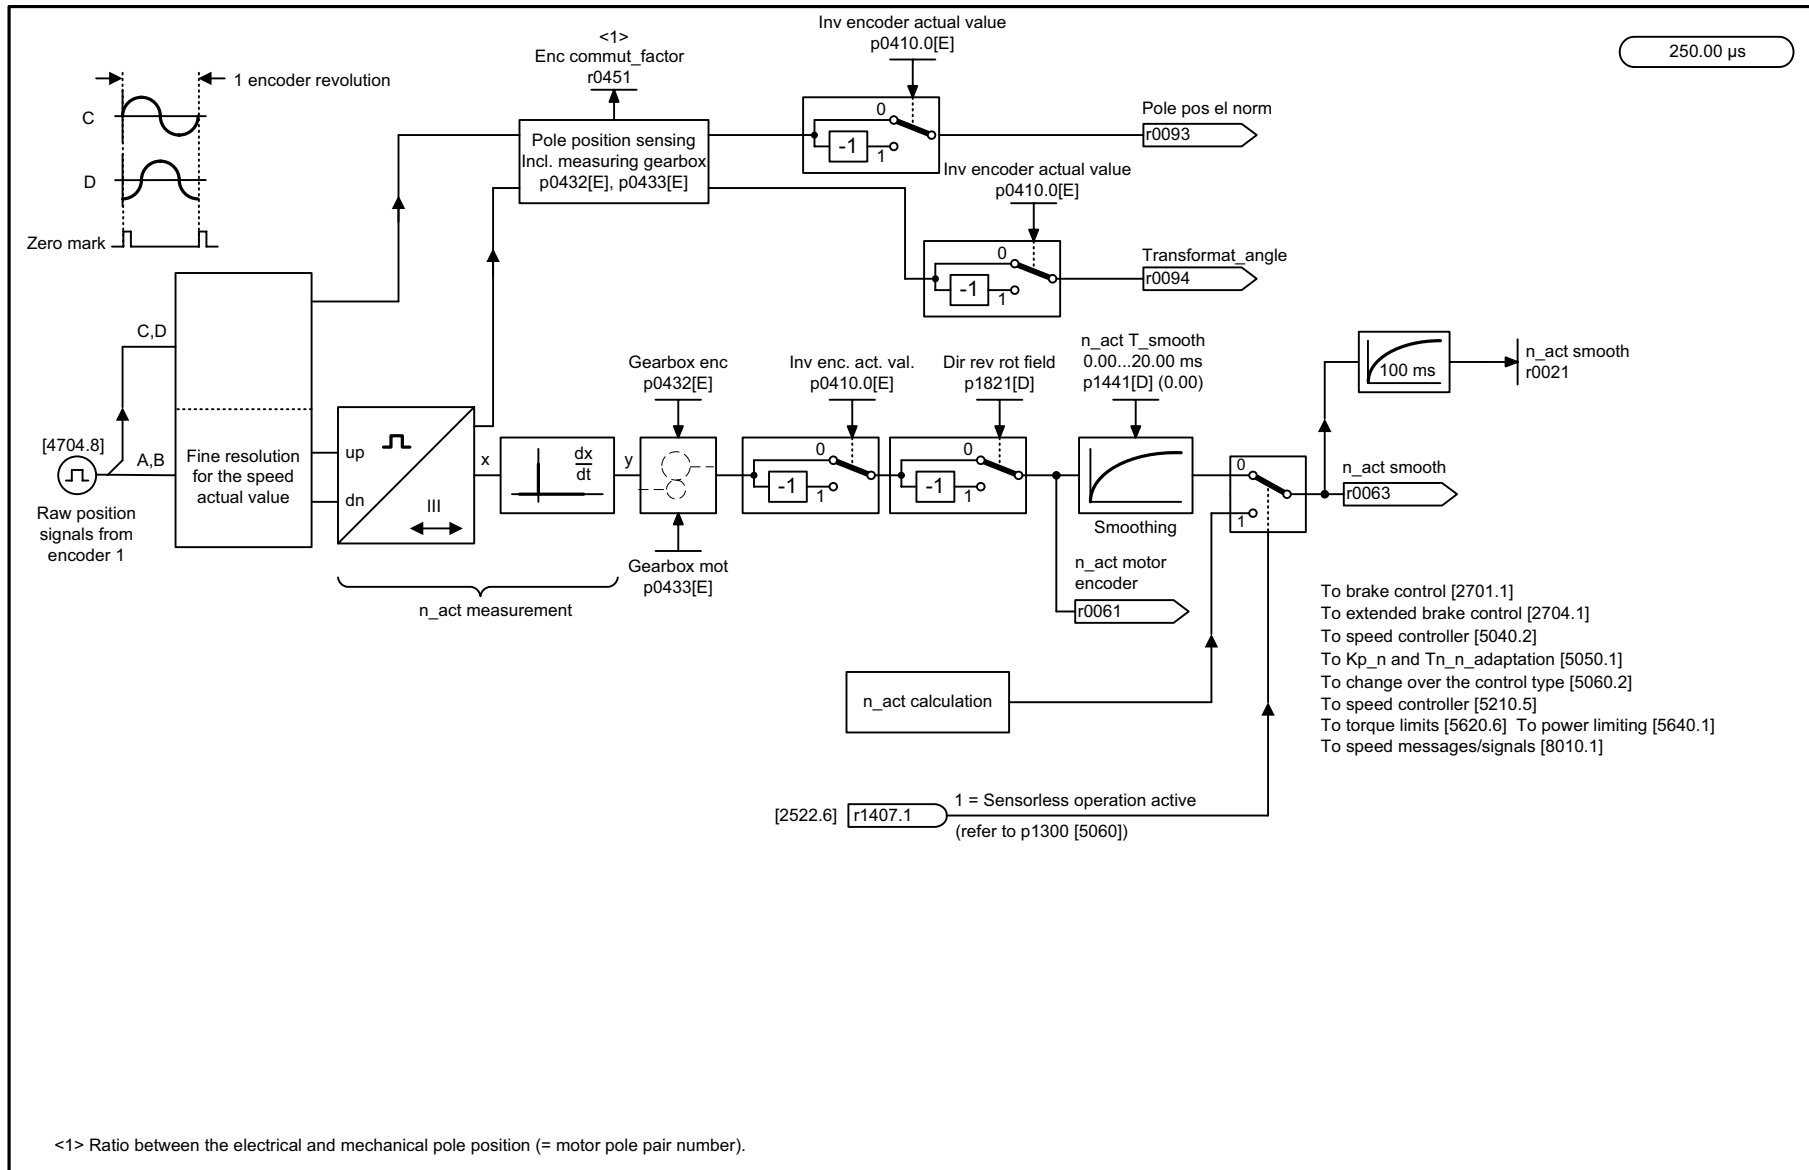 Inv encoder actual value
p0410.0[E]
250.00 µs
<1>
Enc commut_factor
r0451
1 encoder revolution
C
D
Zero mark
Pole position sensing
Incl. measuring gearbox
p0432[E], p0433[E]
0
-1
1
Pole pos el norm
r0093
Inv encoder actual value
p0410.0[E]
0
-1
1
Transformat_angle
r0094
C,D
[4704.8]
A,B
Raw position
signals from
encoder 1
Fine resolution
for the speed
actual value
up
dn
III
x
dx
dt
y
n_act measurement
Gearbox enc
p0432[E]
Gearbox mot
p0433[E]
Inv enc. act. val.
p0410.0[E]
0
-1
1
Dir rev rot field
p1821[D]
0
-1
1
n_act T_smooth
0.00...20.00 ms
p1441[D] (0.00)
Smoothing
n_act motor
encoder
r0061
0
1
100 ms
n_act smooth
r0021
n_act smooth
r0063
n_act calculation
[2522.6]
r1407.1
1 = Sensorless operation active
(refer to p1300 [5060])
To brake control [2701.1]
To extended brake control [2704.1]
To speed controller [5040.2]
To Kp_n and Tn_n_adaptation [5050.1]
To change over the control type [5060.2]
To speed controller [5210.5]
To torque limits [5620.6] To power limiting [5640.1]
To speed messages/signals [8010.1]
<1> Ratio between the electrical and mechanical pole position (= motor pole pair number).